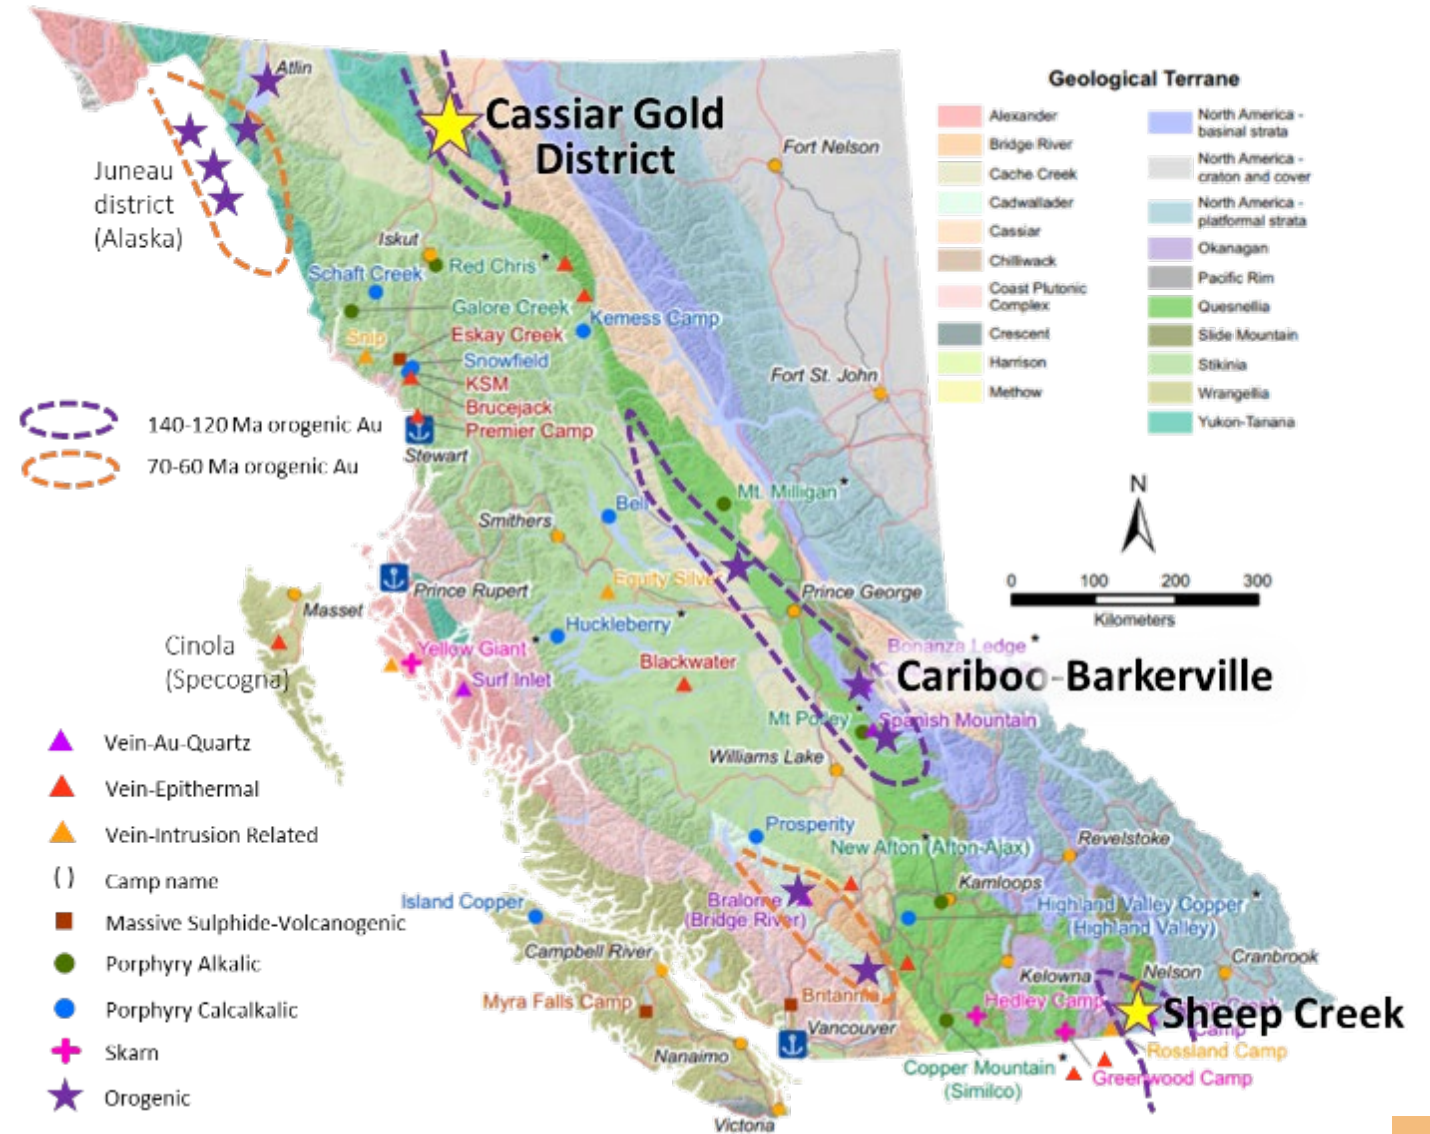 Atlin
Cassiar Gold
District
Juneau
district
(Alaska)
Fort Nelson
Iskut
Red Chris
Schaft Creek
Galore Creek
Kemess Camp
Snip
Eskay Creek
Snowfield
KSM
Brucejack
Premier Camp
Stewart
Fort St. John
140-120 Ma orogenic Au
70-60 Ma orogenic Au
Mt. Milligan
Bell
Smithers
Prince Rupert
Equity Silver
Prince George
Masset
Huckleberry
Cinola
(Specogna)
Yellow Giant
Surf Inlet
Blackwater
Bonanza Ledge
Cariboo-Barkerville
Mt Polley
Spanish Mountain
Williams Lake
Prosperity
New Afton (Afton-Ajax)
Revelstoke
Kamloops
Bralorne
(Bridge River)
Highland Valley Copper
(Highland Valley)
Island Copper
Campbell River
Cranbrook
Kelowna
Nelson
Myra Falls Camp
Britannia
Hedley Camp
Sheep Creek
Camp
Vancouver
Rossland Camp
Nanaimo
Copper Mountain
(Similco)
Greenwood Camp
Victoria
Geological Terrane
Alexander
Bridge River
Cache Creek
Cadwallader
Cassiar
Chilliwack
Coast Plutonic
Complex
Crescent
Harrison
Methow
North America -
basinal strata
North America -
craton and cover
North America -
platformal strata
Okanagan
Pacific Rim
Quesnellia
Slide Mountain
Stikinia
Wrangellia
Yukon-Tanana
N
0 100 200 300
Kilometers
Vein-Au-Quartz
Vein-Epithermal
Vein-Intrusion Related
( ) Camp name
Massive Sulphide-Volcanogenic
Porphyry Alkalic
Porphyry Calcalkalic
Skarn
Orogenic